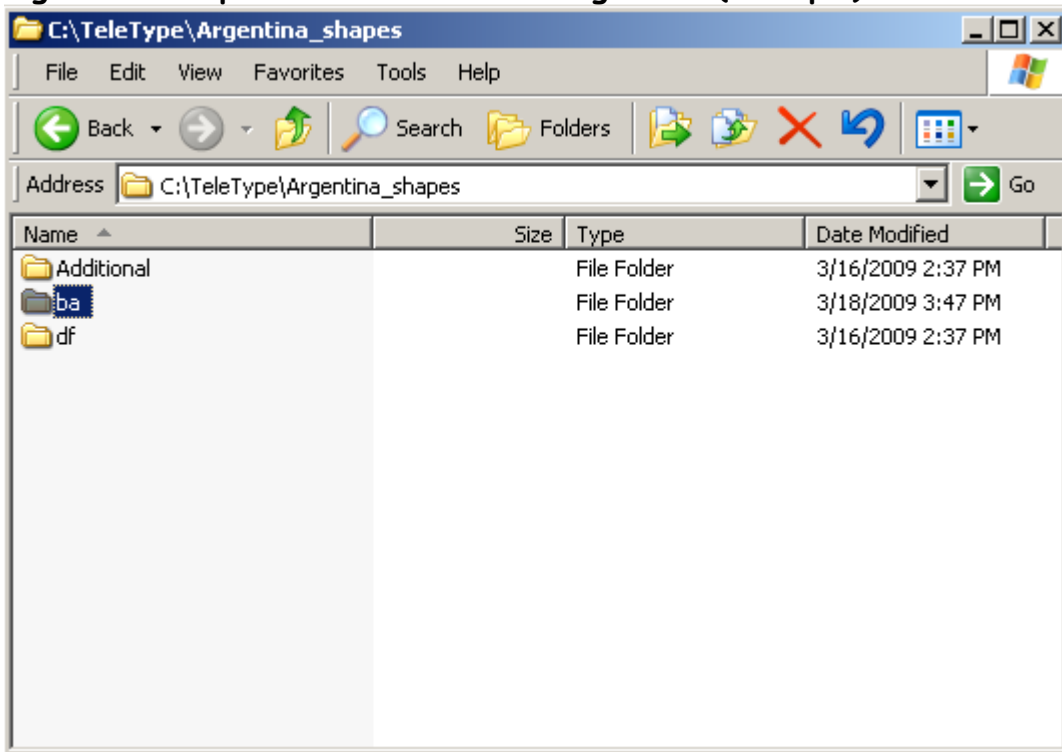 C:\TeleType\Argentina_shapes
File Edit View Favorites Tools Help
Back Search Folders
Address C:\TeleType\Argentina_shapes Go
Name Size Type Date Modified
Additional File Folder 3/16/2009 2:37 PM
ba File Folder 3/18/2009 3:47 PM
df File Folder 3/16/2009 2:37 PM